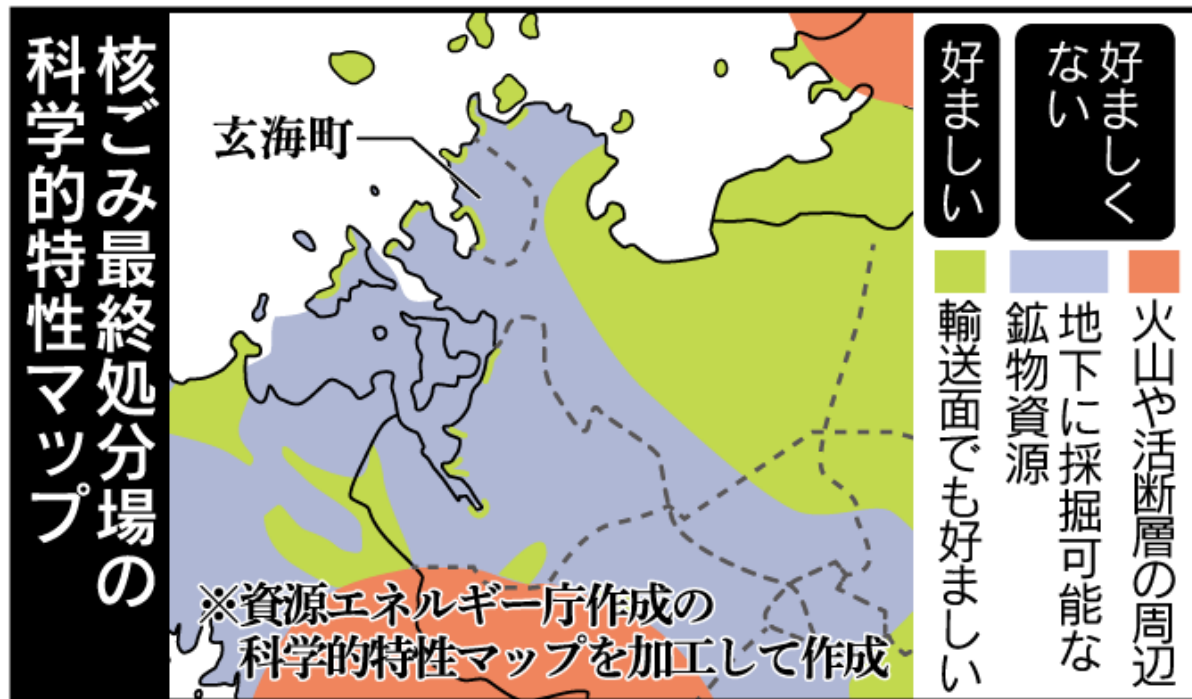 核ごみ最終処分場の
科学的特性マップ
玄海町
※資源エネルギー庁作成の
科学的特性マップを加工して作成
好ましく
ない
火山や活断層の周辺
地下に採掘可能な
鉱物資源
好ましい
輸送面でも好ましい